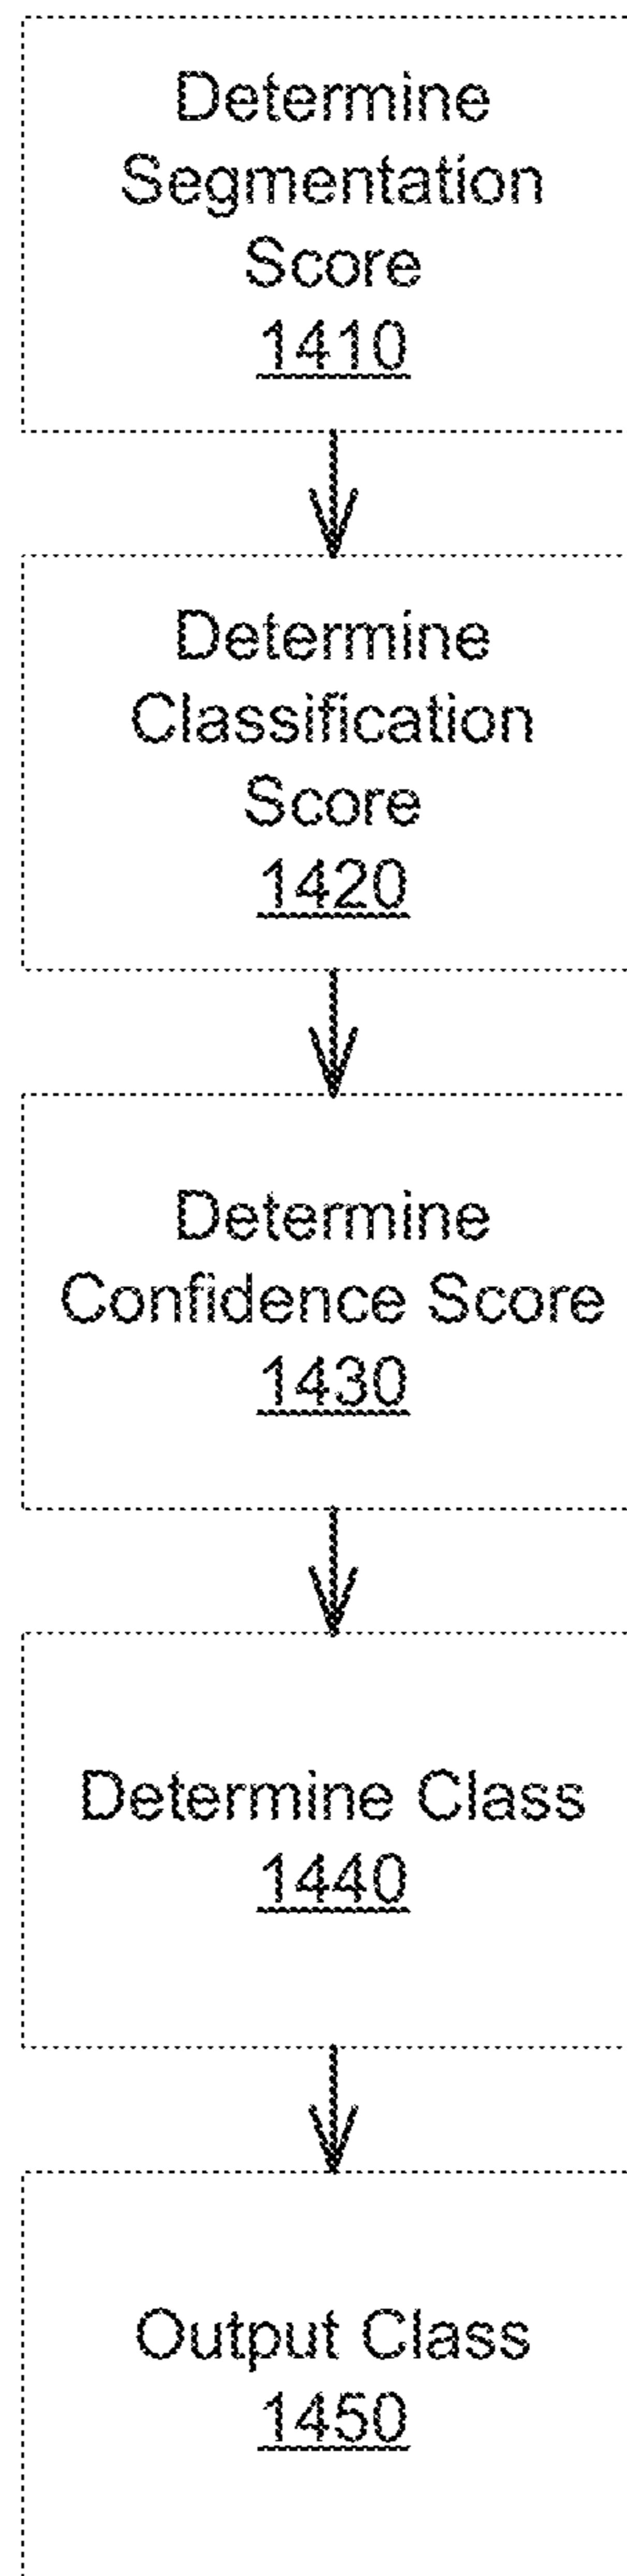 Determine
Segmentation
Score
1410
Determine
Classification
Score
1420
Determine
Confidence Score
1430
Determine Class
1440
Output Class
1450